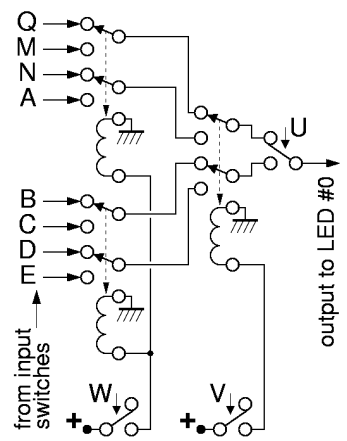 Q
M
N
A
U
B
C
D
E
output to LED #0
from input
switches
W
V
+
+